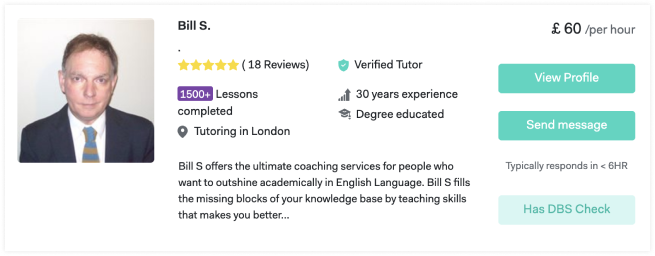 Bill S.
£ 60 /per hour
.
( 18 Reviews)
Verified Tutor
1500+ Lessons
completed
30 years experience
Degree educated
Tutoring in London
Bill S offers the ultimate coaching services for people who
want to outshine academically in English Language. Bill S fills
the missing blocks of your knowledge base by teaching skills
that makes you better...
View Profile
Send message
Typically responds in < 6HR
Has DBS Check